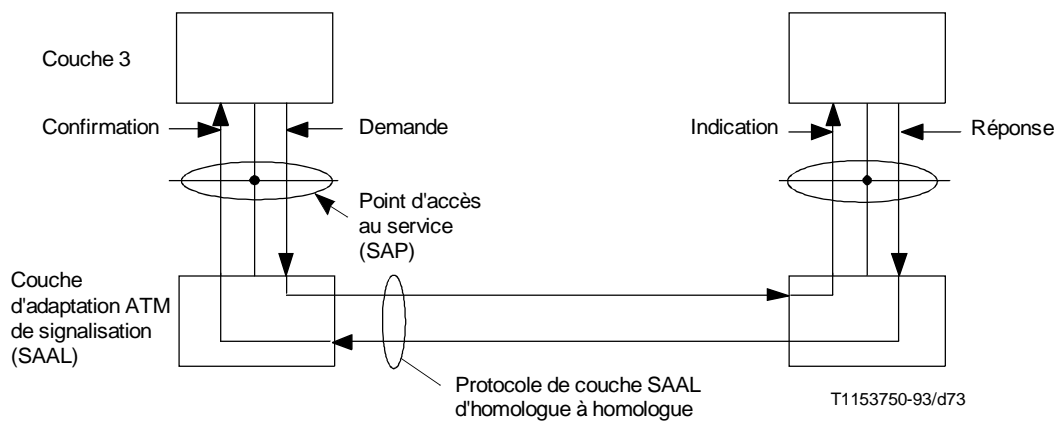 Couche 3
Confirmation
Demande
Indication
Réponse
Point d'accès
au service
(SAP)
Couche
d'adaptation ATM
de signalisation
(SAAL)
Protocole de couche SAAL
d'homologue à homologue
T1153750-93/d73